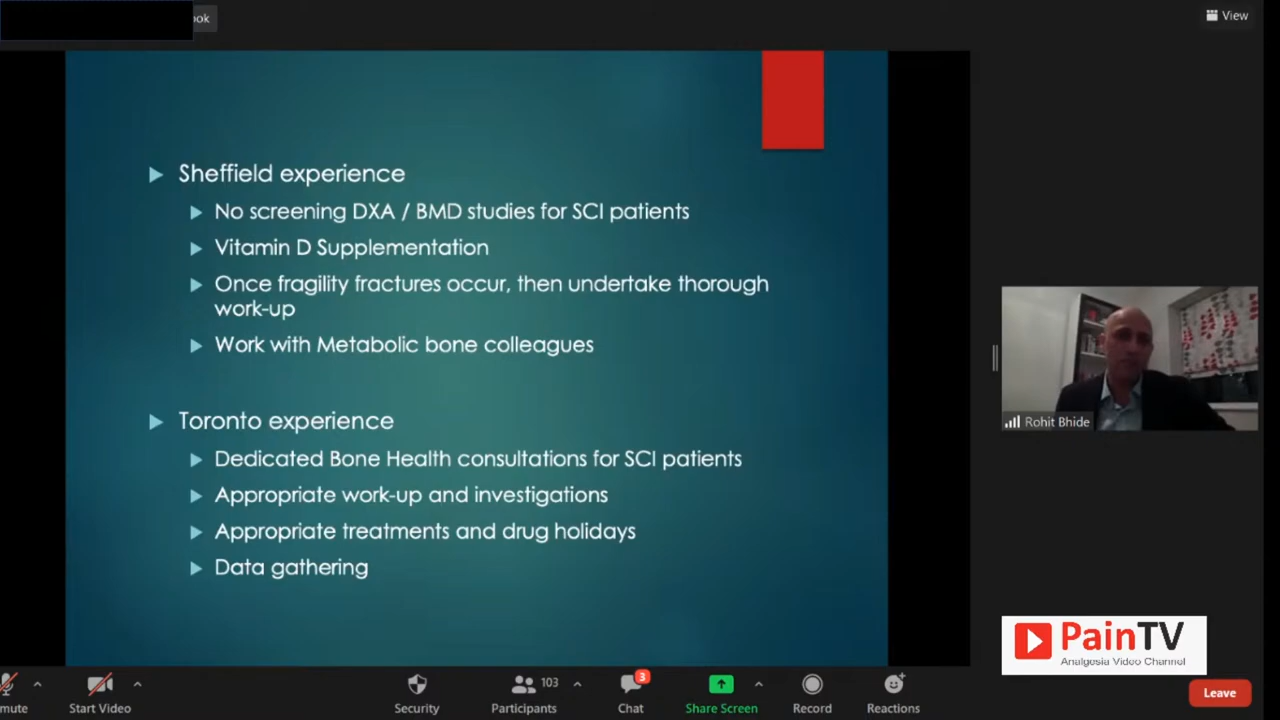 ok
View
Sheffield experience
No screening DXA / BMD studies for SCI patients
Vitamin D Supplementation
Once fragility fractures occur, then undertake thorough
work-up
Work with Metabolic bone colleagues
Toronto experience
Dedicated Bone Health consultations for SCI patients
Appropriate work-up and investigations
Appropriate treatments and drug holidays
Data gathering
Rohit Bhide
PainTV
Analgesia Video Channel
103
3
mute
Start Video
Security
Participants
Chat
Share Screen
Record
Reactions
Leave